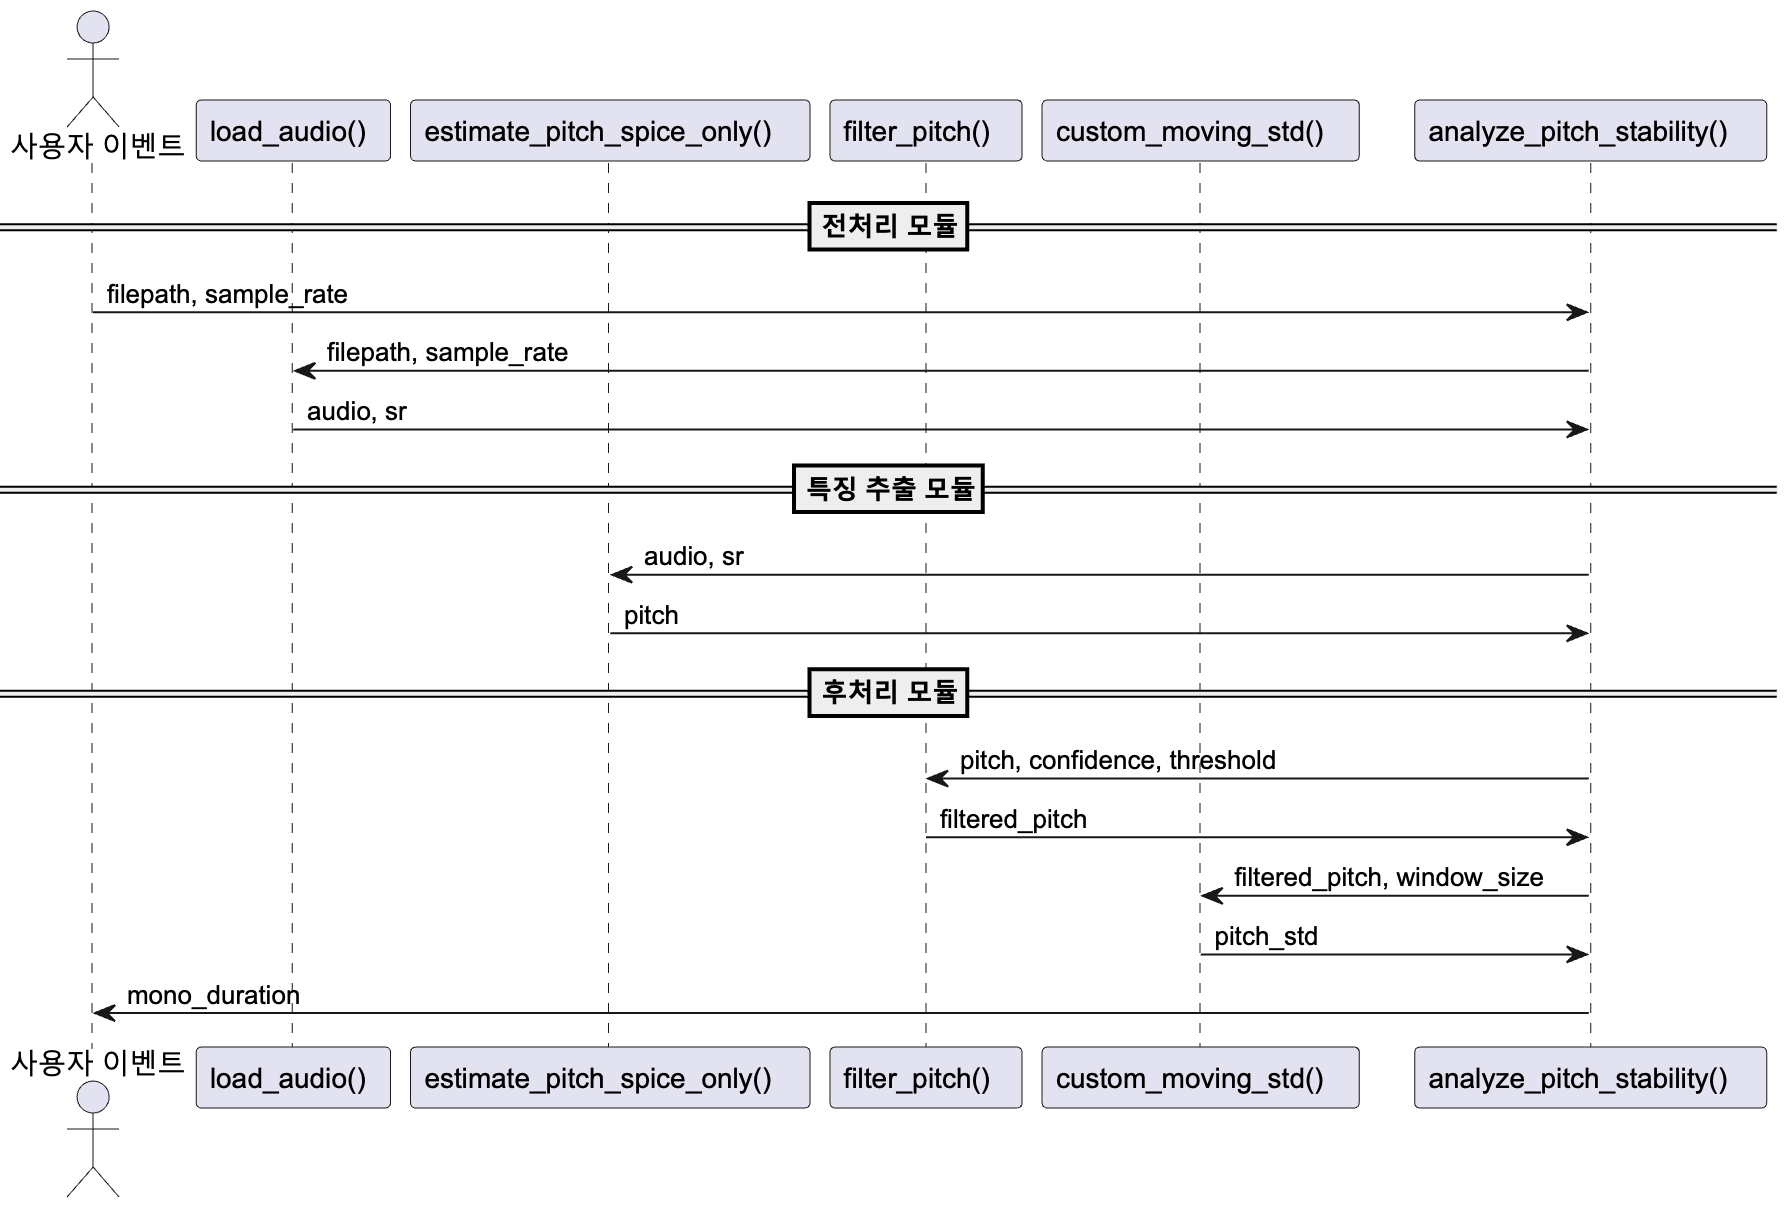 사용자 이벤트
load_audio()
estimate_pitch_spice_only()
filter_pitch()
custom_moving_std()
analyze_pitch_stability()
전처리 모듈
filepath, sample_rate
filepath, sample_rate
audio, sr
특징 추출 모듈
audio, sr
pitch
후처리 모듈
pitch, confidence, threshold
filtered_pitch
filtered_pitch, window_size
pitch_std
mono_duration
사용자 이벤트
load_audio()
estimate_pitch_spice_only()
filter_pitch()
custom_moving_std()
analyze_pitch_stability()